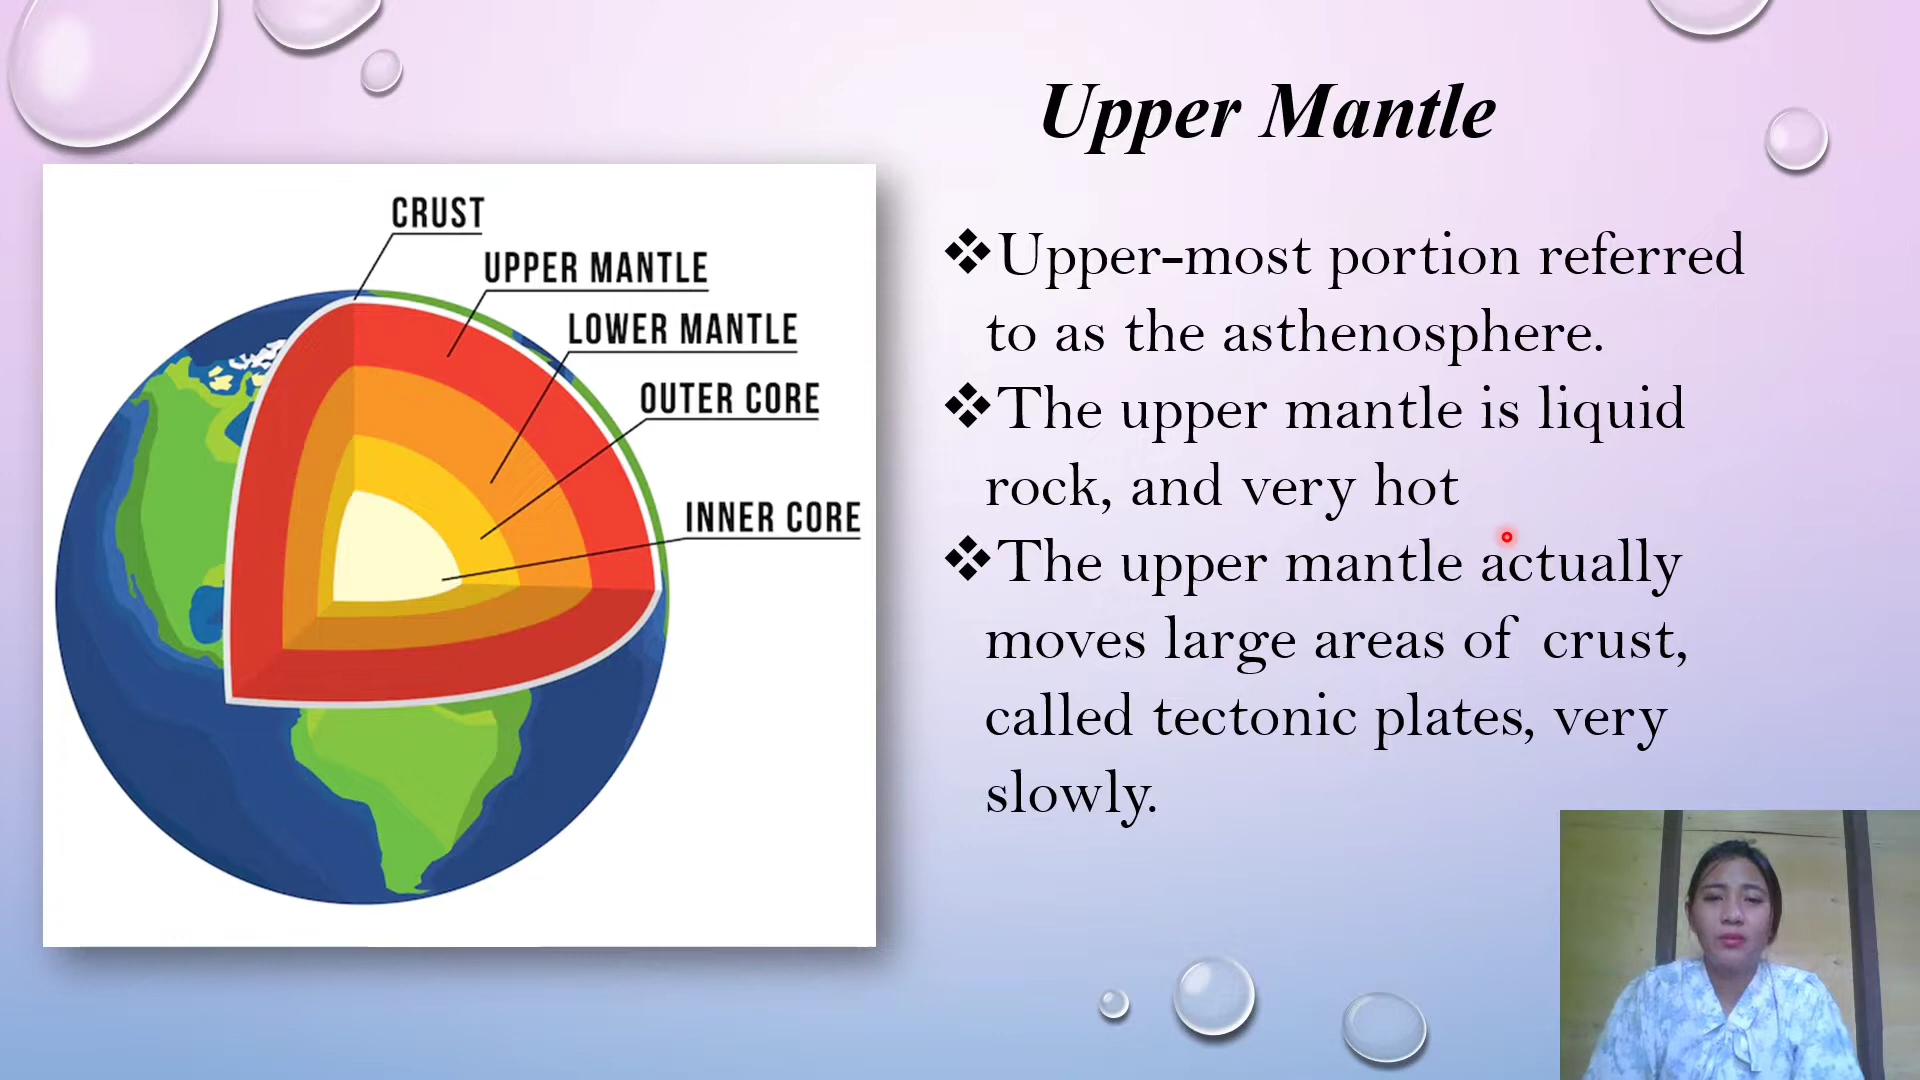 Upper Mantle
CRUST
UPPER MANTLE
LOWER MANTLE
OUTER CORE
INNER CORE
❖Upper-most portion referred
to as the asthenosphere.
❖The upper mantle is liquid
rock, and very hot
❖The upper mantle actually
moves large areas of crust,
called tectonic plates, very
slowly.